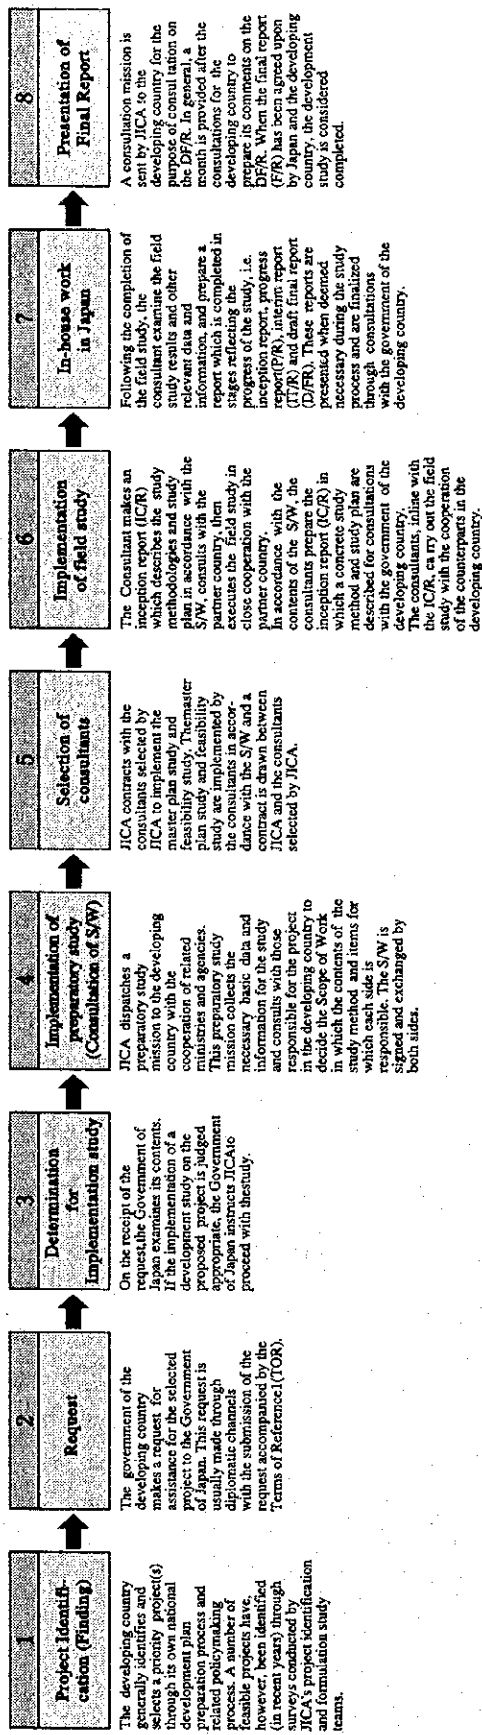 1
Project Identifi-
cation (Finding)
The developing country
generally identifies and
selects a priority project(s)
through its own national
development plan
preparation process and
related policymaking
process. A number of
feasible projects have,
however, been identified
(in recent years) through
surveys conducted by
JICA's project identification
and formulation study
teams.
2
Request
The government of the
developing country
makes a request for
assistance for the selected
project to the Government
of Japan. This request is
usually made through
diplomatic channels
with the submission of the
request accompanied by the
Terms of Reference1(TOR).
3
Determination
for
Implementation study
On the receipt of the
request,the Government of
Japan examines its contents.
If the implementation of a
development study on the
proposed project is judged
appropriate, the Government
of Japan instructs JICAto
proceed with thestudy.
4
Implementation of
preparatory study
(Consultation of S/W)
JICA dispatches a
preparatory study
mission to the developing
country with the
cooperation of related
ministries and agencies.
This preparatory study
mission collects the
necessary basic data and
information for the study
and consults with those
responsible for the project
in the developing country to
decide the Scope of Work
in which the contents of the
study method and items for
which each side is
responsible. The S/W is
signed and exchanged by
both sides.
5
Selection of
consultants
JICA contracts with the
consultants selected by
JICA to implement the
master plan study and
feasibility study. Themaster
plan study and feasibility
study are implemented by
the consultants in accor-
dance with the S/W and a
contract is drawn between
JICA and the consultants
selected by JICA.
6
Implementation
of field study
The Consultant makes an
inception report (IC/R)
which describes the study
methodologies and study
plan in accordance with the
S/W, consults with the
partner country, then
executes the field study in
close cooperation with the
partner country.
In accordance with the
contents of the S/W, the
consultants prepare the
inception report (IC/R) in
which a concrete study
method and study plan are
described for consultations
with the government of the
developing country.
The consultants, inline with
the IC/R, ca rry out the field
study with the cooperation
of the counterparts in the
developing country.
7
In-house work
in Japan
Following the completion of
the field study, the
consultant examine the field
study results and other
relevant data and
information, and prepare a
report which is completed in
stages reflecting the
progress of the study, i.e.
inception report, progress
report(P/R), interim report
(IT/R) and draft final report
(D/FR). These reports are
presented when deemed
necessary during the study
process and are finalized
through consultations
with the government of the
developing country.
8
Presentation of
Final Report
A consultation mission is
sent by JICA to the
developing country for the
purpose of consul tation on
the DF/R. In general, a
month is provided after the
consultations for the
developing country to
prepare its comments on the
DF/R. When the final report
(F/R) has been agreed upon
by Japan and the developing
country, the development
study is considered
completed.